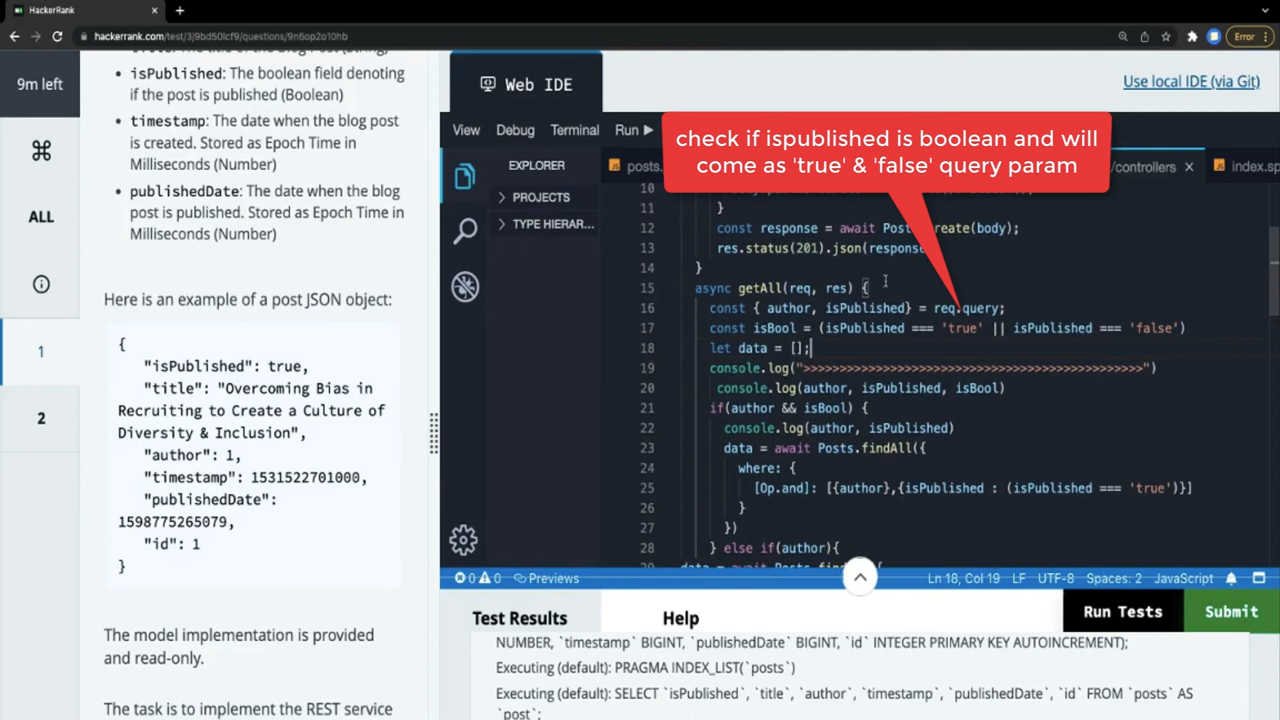 HackerRank
hackerrank.com/test/3j9bd50lcf9/questions/9n6op2o10hb
Error
9m left
ALL
1
2
isPublished: The boolean field denoting
if the post is published (Boolean)
timestamp: The date when the blog post
is created. Stored as Epoch Time in
Milliseconds (Number)
publishedDate: The date when the blog
post is published. Stored as Epoch Time in
Milliseconds (Number)
Here is an example of a post JSON object:
{
"isPublished": true,
"title": "Overcoming Bias in
Recruiting to Create a Culture of
Diversity & Inclusion",
"author": 1,
"timestamp": 1531522701000,
"publishedDate":
1598775265079,
"id": 1
}
The model implementation is provided
and read-only.
The task is to implement the REST service
Web IDE
Use local IDE (via Git)
View Debug Terminal Run
check if ispublished is boolean and will
come as 'true' & 'false' query param
EXPLORER
PROJECTS
TYPE HIERAR...
posts. /controllers index.sp
10
11 }
12 const response = await Posts.create(body);
13 res.status(201).json(response
14 }
15 async getAll(req, res) {
16 const { author, isPublished} = req.query;
17 const isBool = (isPublished === 'true' || isPublished === 'false')
18 let data = [];
19 console.log(">>>>>>>>>>>>>>>>>>>>>>>>>>>>>>>>>>>>>>>>>>>>>>>")
20 console.log(author, isPublished, isBool)
21 if(author && isBool) {
22 console.log(author, isPublished)
23 data = await Posts.findAll({
24 where: {
25 [Op.and]: [{author},{isPublished : (isPublished === 'true')}]
26 }
27 })
28 } else if(author){
0 0 Previews
Ln 18, Col 19 LF UTF-8 Spaces: 2 JavaScript
Test Results Help
Run Tests Submit
NUMBER, `timestamp` BIGINT, `publishedDate` BIGINT, `id` INTEGER PRIMARY KEY AUTOINCREMENT);
Executing (default): PRAGMA INDEX_LIST(`posts`)
Executing (default): SELECT `isPublished`, `title`, `author`, `timestamp`, `publishedDate`, `id` FROM `posts` AS
`post`;